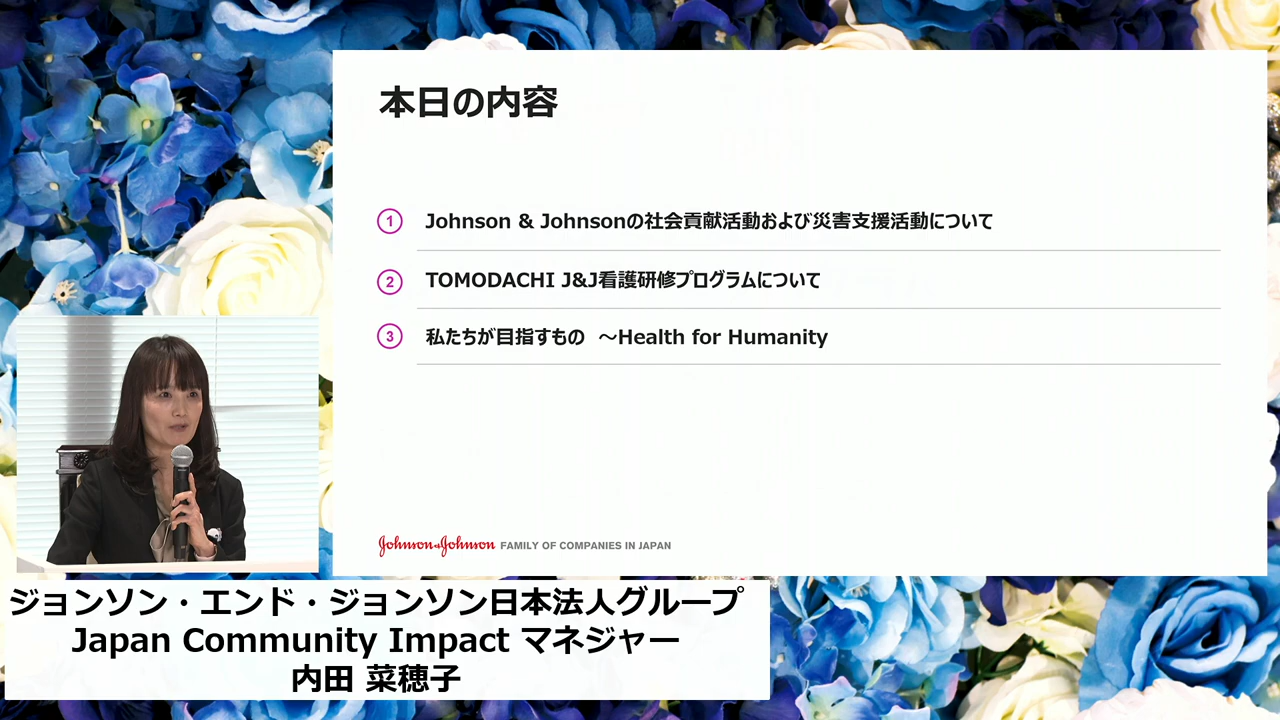 本日の内容
1 Johnson & Johnsonの社会貢献活動および災害支援活動について
2 TOMODACHI J&J看護研修プログラムについて
3 私たちが目指すもの ～Health for Humanity
Johnson & Johnson FAMILY OF COMPANIES IN JAPAN
ジョンソン・エンド・ジョンソン日本法人グループ
Japan Community Impact マネジャー
内田 菜穂子